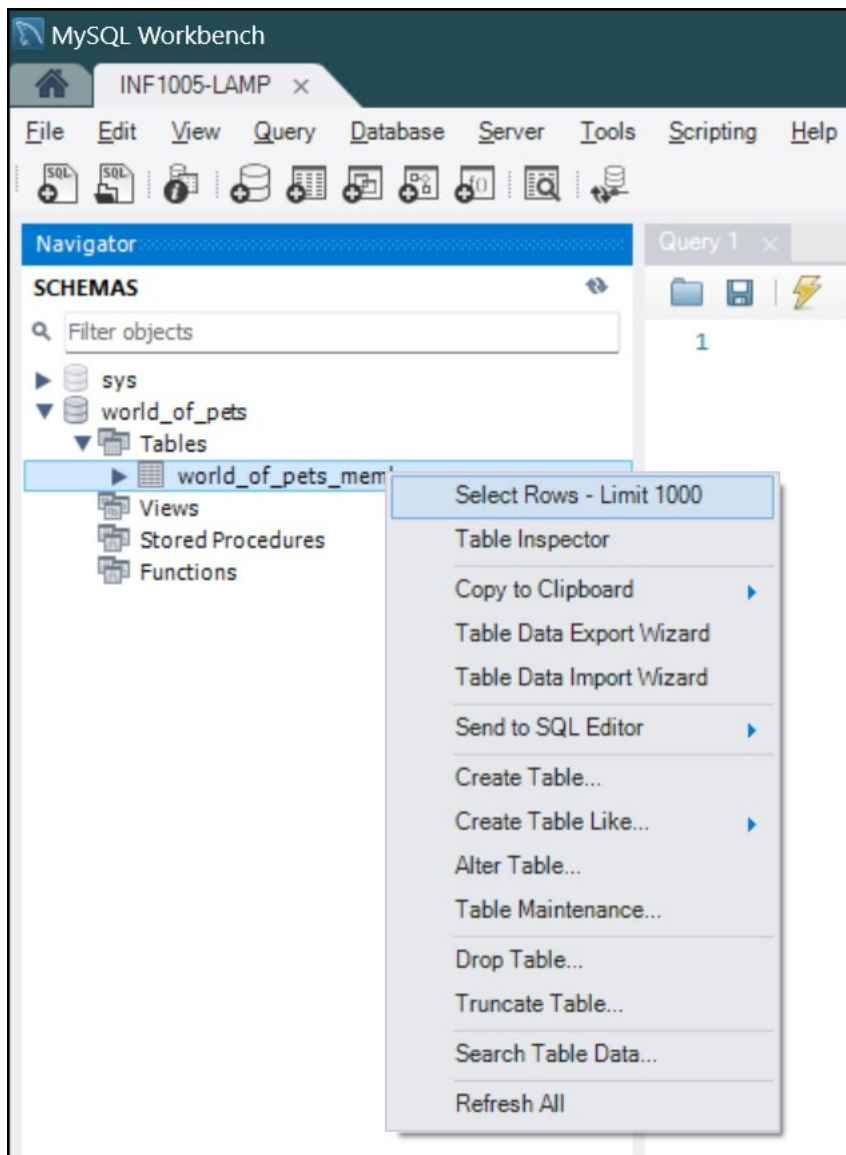 MySQL Workbench
INF1005-LAMP
File Edit View Query Database Server Tools Scripting Help
SQL SQL
Navigator
Query 1
SCHEMAS
Filter objects
1
sys
world_of_pets
Tables
world_of_pets_mem
Views
Stored Procedures
Functions
Select Rows - Limit 1000
Table Inspector
Copy to Clipboard
Table Data Export Wizard
Table Data Import Wizard
Send to SQL Editor
Create Table...
Create Table Like...
Alter Table...
Table Maintenance...
Drop Table...
Truncate Table...
Search Table Data...
Refresh All